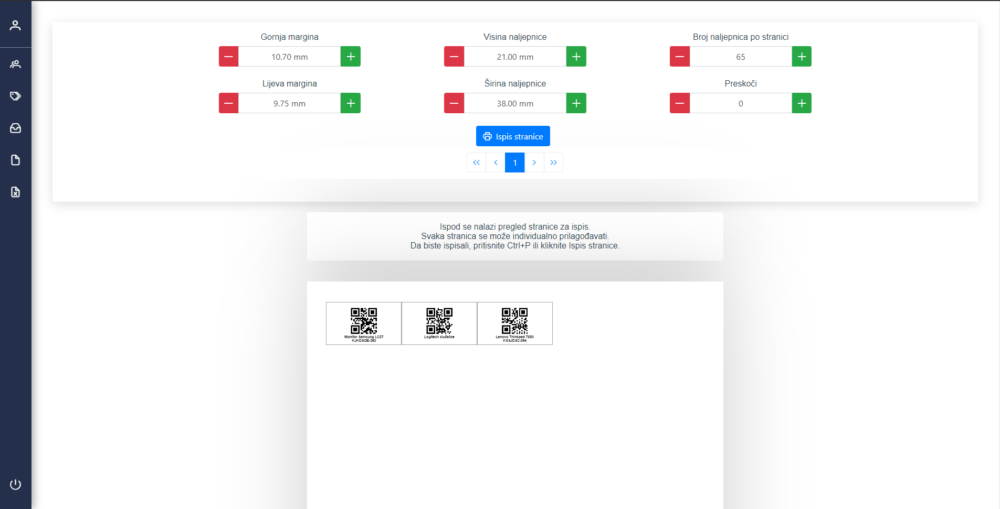 Gornja margina
Visina naljepnice
Broj naljepnica po stranici
10.70 mm
21.00 mm
65
Lijeva margina
Širina naljepnice
Preskoči
9.75 mm
38.00 mm
0
Ispis stranice
1
Ispod se nalazi pregled stranice za ispis.
Svaka stranica se može individualno prilagođavati.
Da biste ispisali, pritisnite Ctrl+P ili kliknite Ispis stranice.
Monitor Samsung LC27
Logitech slučalice
Lenovo Thinkpad T580